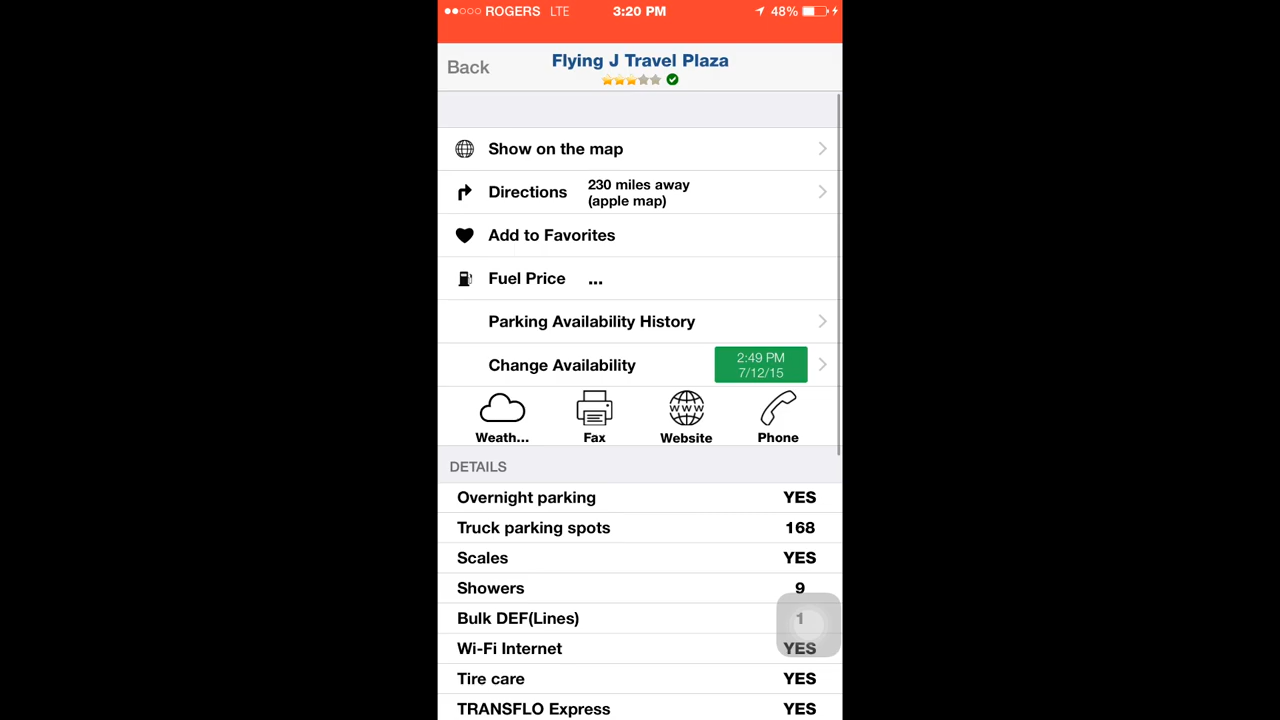 ROGERS LTE 3:20 PM 48%
Back
Flying J Travel Plaza
Show on the map
Directions 230 miles away
(apple map)
Add to Favorites
Fuel Price ...
Parking Availability History
Change Availability 2:49 PM
7/12/15
WWW
Weath... Fax Website Phone
DETAILS
Overnight parking YES
Truck parking spots 168
Scales YES
Showers 9
Bulk DEF(Lines) 1
Wi-Fi Internet YES
Tire care YES
TRANSFLO Express YES